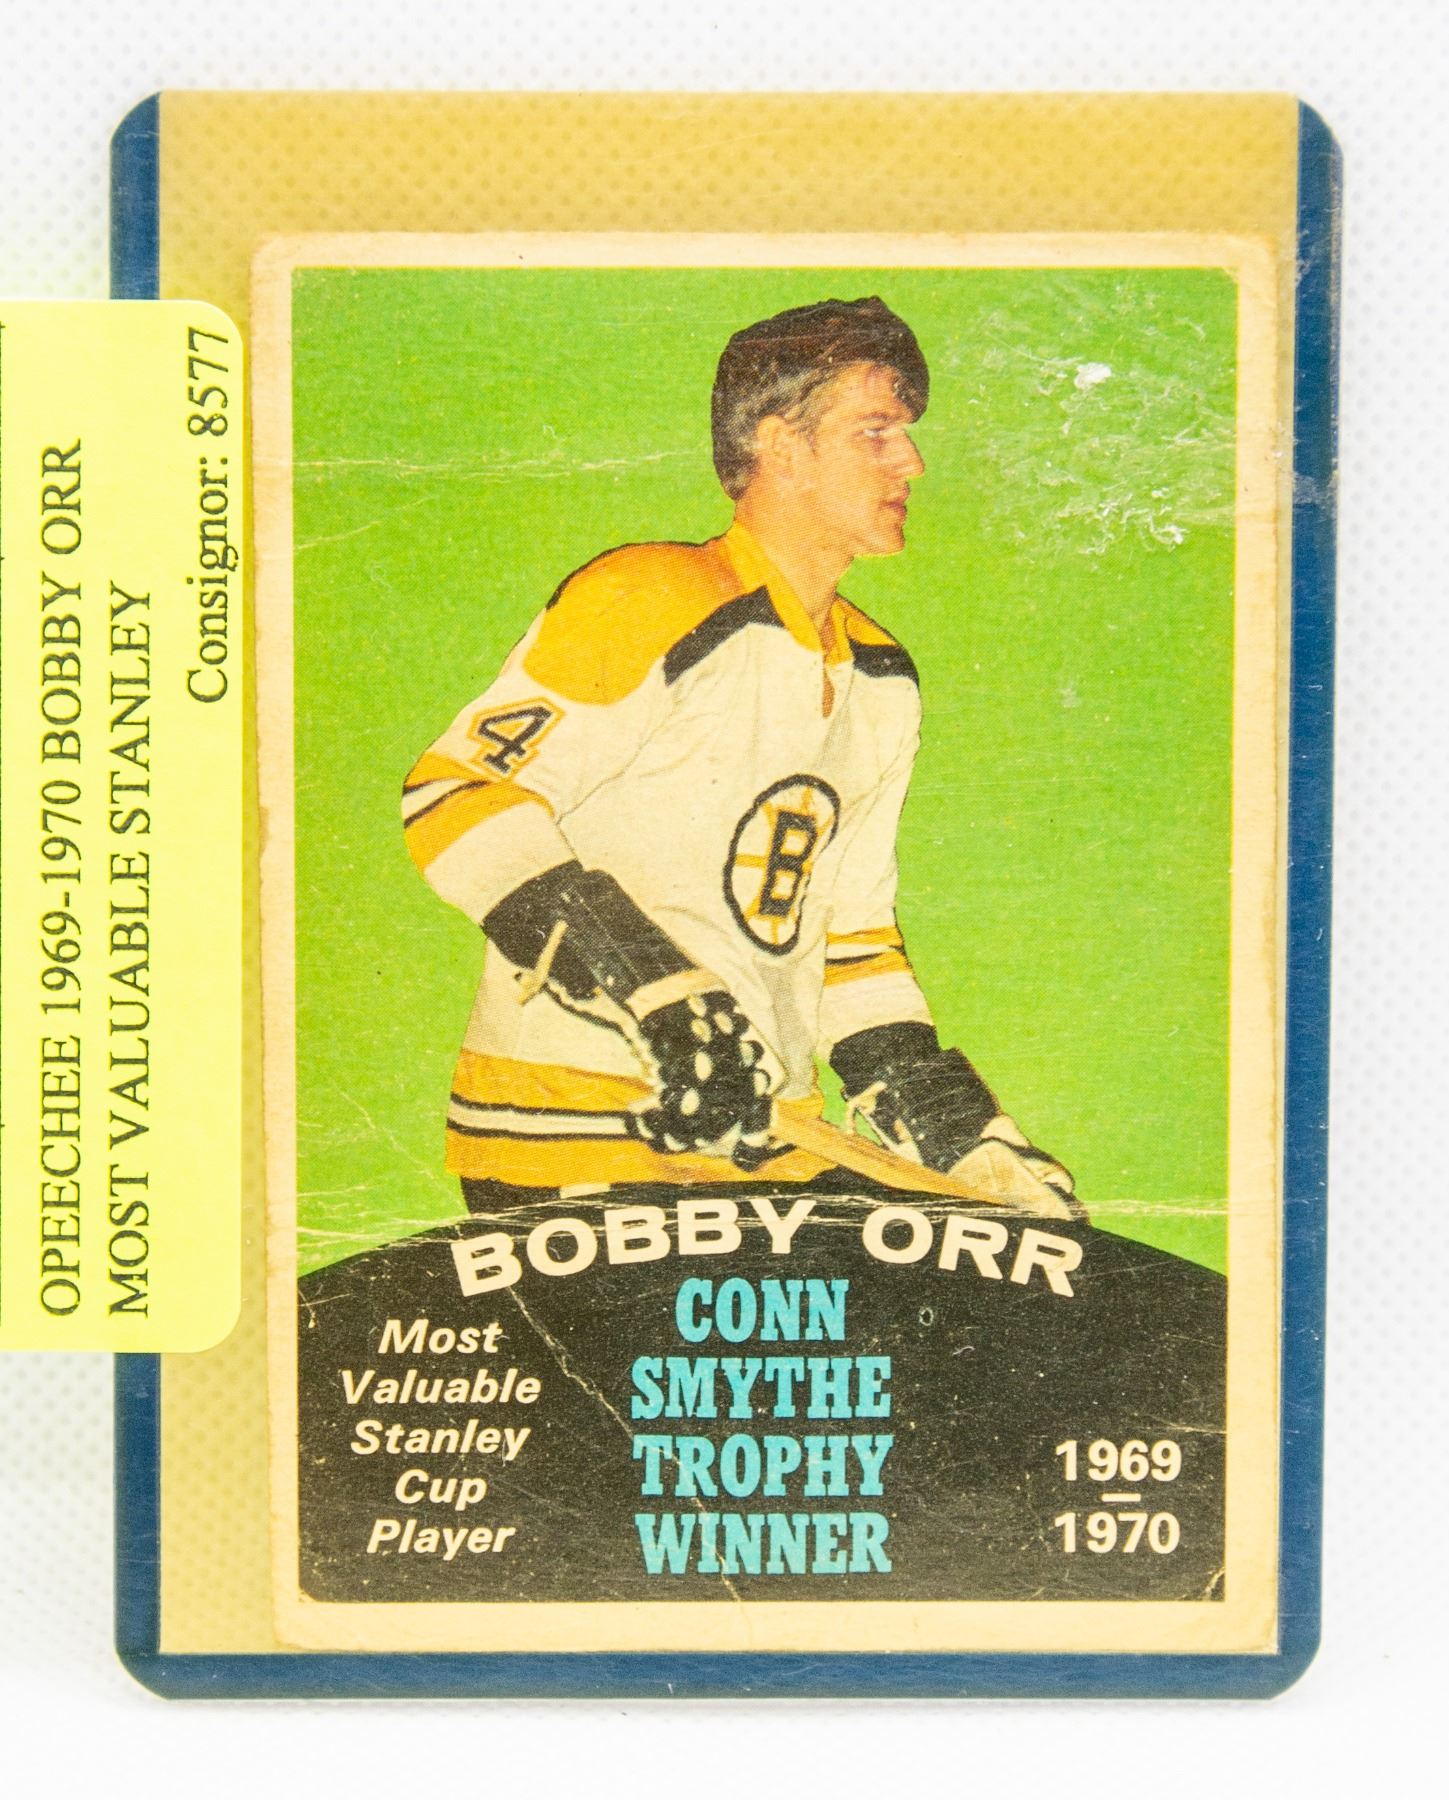 OPEECHEE 1969-1970 BOBBY ORR
MOST VALUABLE STANLEY
Consignor: 8577
4
B
BOBBY ORR
CONN
SMYTHE
TROPHY
WINNER
Most
Valuable
Stanley
Cup
Player
1969
–
1970